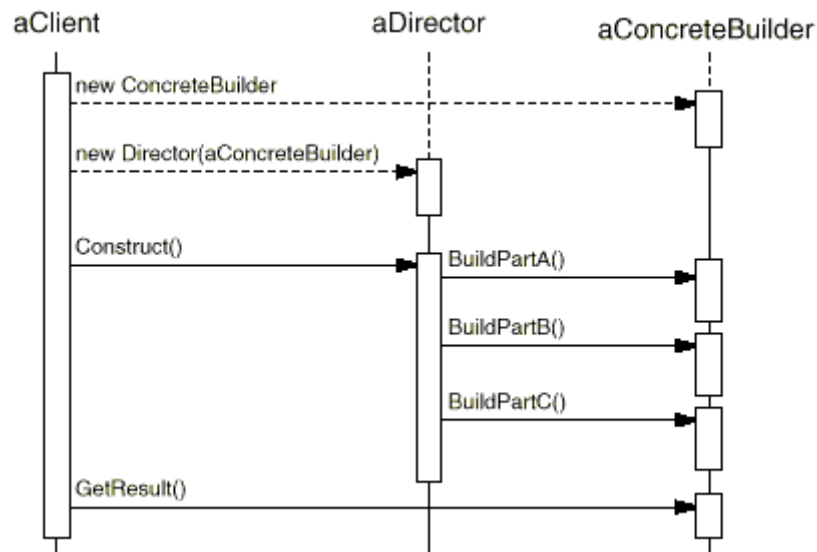 aClient
aDirector
aConcreteBuilder
new ConcreteBuilder
new Director(aConcreteBuilder)
Construct()
BuildPartA()
BuildPartB()
BuildPartC()
GetResult()